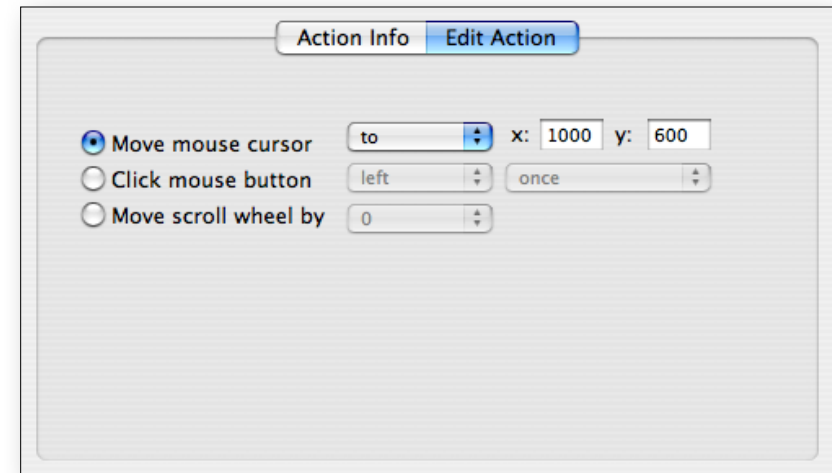 Action Info Edit Action
Move mouse cursor to x: 1000 y: 600
Click mouse button left once
Move scroll wheel by 0